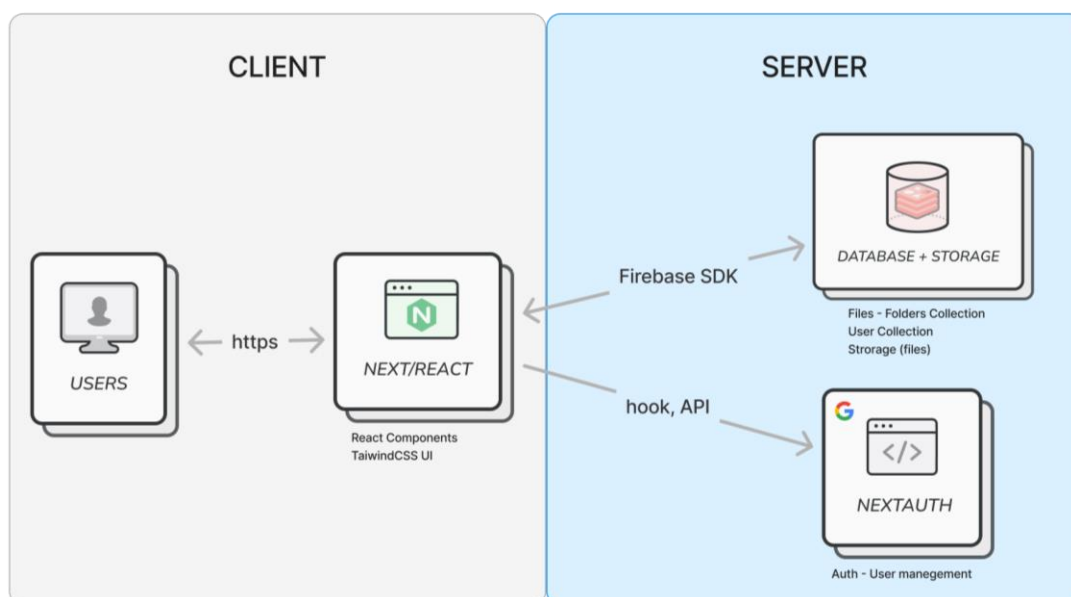 CLIENT
SERVER
DATABASE + STORAGE
Files - Folders Collection
User Collection
Strorage (files)
Firebase SDK
https
USERS
N
NEXT/REACT
React Components
TaiwindCSS UI
hook, API
G
</>
NEXTAUTH
Auth - User manegement